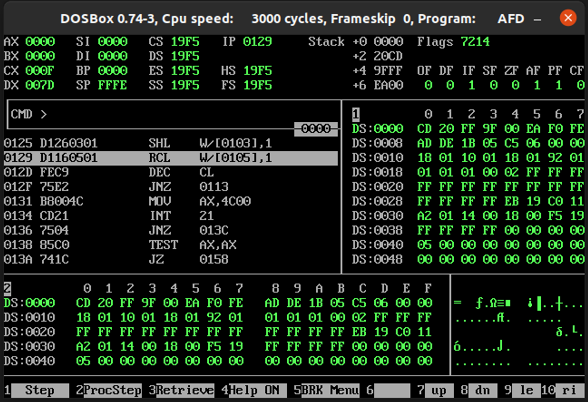 DOSBox 0.74-3, Cpu speed: 3000 cycles, Frameskip 0, Program: AFD
AX 0000 SI 0000 CS 19F5 IP 0129 Stack +0 0000 Flags 7214
BX 0000 DI 0000 DS 19F5 +2 20CD
CX 000F BP 0000 ES 19F5 HS 19F5 +4 9FFF OF DF IF SF ZF AF PF CF
DX 007D SP FFFE SS 19F5 FS 19F5 +6 EA00 0 0 1 0 0 1 1 0
CMD >
0000
0125 D1260301 SHL W/[0103],1
0129 D1160501 RCL W/[0105],1
012D FEC9 DEC CL
012F 75E2 JNZ 0113
0131 B8004C MOV AX,4C00
0134 CD21 INT 21
0136 7504 JNZ 013C
0138 85C0 TEST AX,AX
013A 741C JZ 0158
1 0 1 2 3 4 5 6 7
DS:0000 CD 20 FF 9F 00 EA F0 FE
DS:0008 AD DE 1B 05 C5 06 00 00
DS:0010 18 01 10 01 18 01 92 01
DS:0018 01 01 01 00 02 FF FF FF
DS:0020 FF FF FF FF FF FF FF FF
DS:0028 FF FF FF FF EB 19 C0 11
DS:0030 A2 01 14 00 18 00 F5 19
DS:0038 FF FF FF FF 00 00 00 00
DS:0040 05 00 00 00 00 00 00 00
DS:0048 00 00 00 00 00 00 00 00
2 0 1 2 3 4 5 6 7 8 9 A B C D E F
DS:0000 CD 20 FF 9F 00 EA F0 FE AD DE 1B 05 C5 06 00 00
DS:0010 18 01 10 01 18 01 92 01 01 01 01 00 02 FF FF FF
DS:0020 FF FF FF FF FF FF FF FF FF FF FF FF EB 19 C0 11
DS:0030 A2 01 14 00 18 00 F5 19 FF FF FF FF 00 00 00 00
DS:0040 05 00 00 00 00 00 00 00 00 00 00 00 00 00 00 00
1 Step 2ProcStep 3Retrieve 4Help ON 5BRK Menu 6 7 up 8 dn 9 le 10 ri